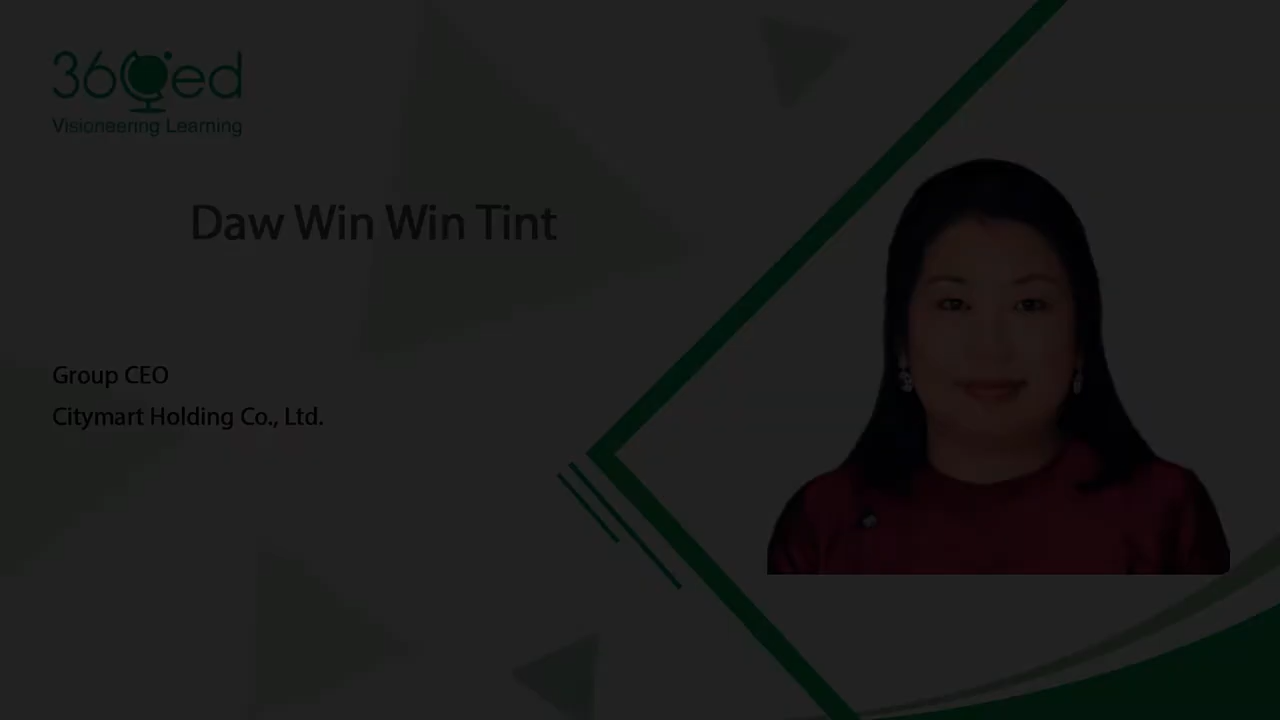 360ed
Visioneering Learning
Daw Win Win Tint
Group CEO
Citymart Holding Co., Ltd.